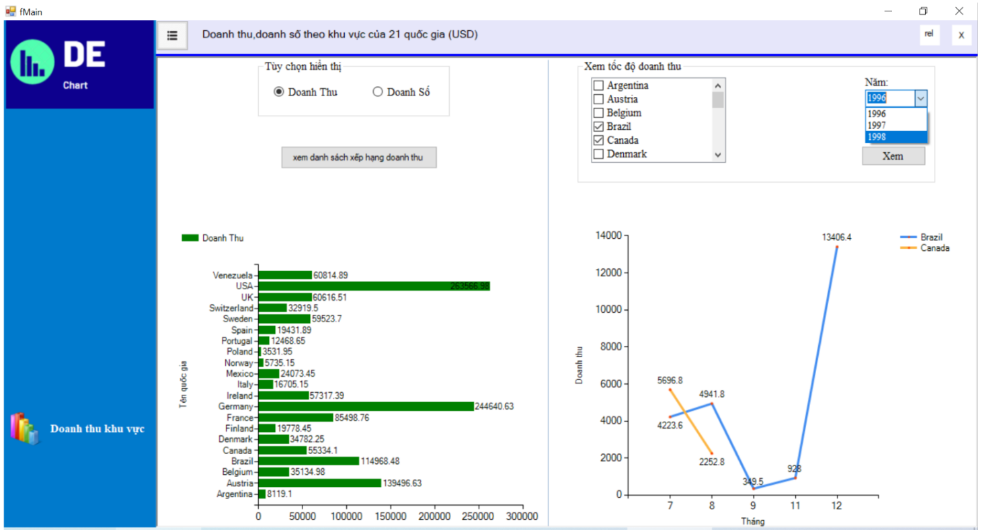 fMain
DE
Chart
Doanh thu,doanh số theo khu vực của 21 quốc gia (USD)
rel
x
Doanh thu khu vực
Tùy chọn hiển thị
Doanh Thu
Doanh Số
xem danh sách xếp hạng doanh thu
Doanh Thu
Tên quốc gia
Venezuela 60814.89
USA 263566.98
UK 60616.51
Switzerland 32919.5
Sweden 59523.7
Spain 19431.89
Portugal 12468.65
Poland 3531.95
Norway 5735.15
Mexico 24073.45
Italy 16705.15
Ireland 57317.39
Germany 244640.63
France 85498.76
Finland 19778.45
Denmark 34782.25
Canada 55334.1
Brazil 114968.48
Belgium 35134.98
Austria 139496.63
Argentina 8119.1
0 50000 100000 150000 200000 250000 300000
Xem tốc độ doanh thu
Argentina
Austria
Belgium
Brazil
Canada
Denmark
Năm:
1996
1996
1997
1998
Xem
Brazil
Canada
Doanh thu
14000
12000
10000
8000
6000
4000
2000
0
13406.4
5696.8
4941.8
4223.6
2252.8
349.5
928
7 8 9 11 12
Tháng